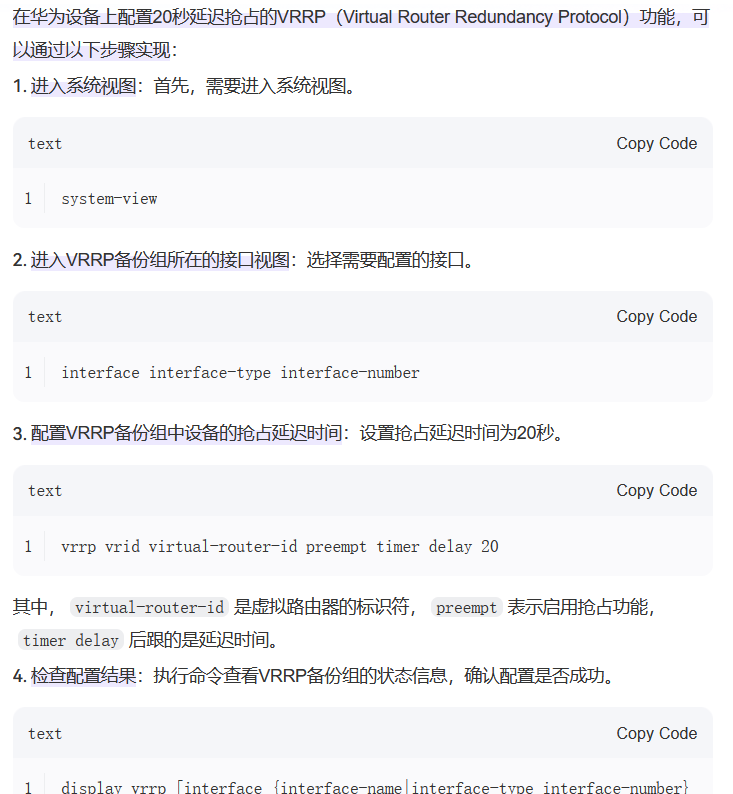 在华为设备上配置20秒延迟抢占的VRRP（Virtual Router Redundancy Protocol）功能，可
以通过以下步骤实现：
1. 进入系统视图：首先，需要进入系统视图。
text Copy Code
1 system-view
2. 进入VRRP备份组所在的接口视图：选择需要配置的接口。
text Copy Code
1 interface interface-type interface-number
3. 配置VRRP备份组中设备的抢占延迟时间：设置抢占延迟时间为20秒。
text Copy Code
1 vrrp vrid virtual-router-id preempt timer delay 20
其中， virtual-router-id 是虚拟路由器的标识符， preempt 表示启用抢占功能，
timer delay 后跟的是延迟时间。
4. 检查配置结果：执行命令查看VRRP备份组的状态信息，确认配置是否成功。
text Copy Code
1 display vrrp [interface {interface-name|interface-type interface-number}